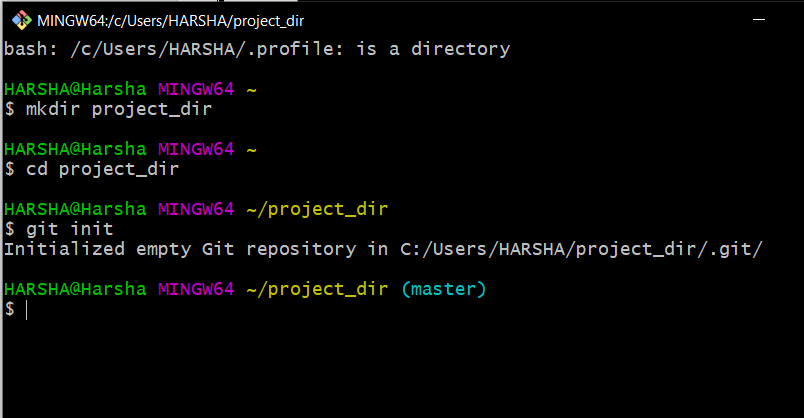 MINGW64:/c/Users/HARSHA/project_dir
bash: /c/Users/HARSHA/.profile: is a directory
HARSHA@Harsha MINGW64 ~
$ mkdir project_dir
HARSHA@Harsha MINGW64 ~
$ cd project_dir
HARSHA@Harsha MINGW64 ~/project_dir
$ git init
Initialized empty Git repository in C:/Users/HARSHA/project_dir/.git/
HARSHA@Harsha MINGW64 ~/project_dir (master)
$